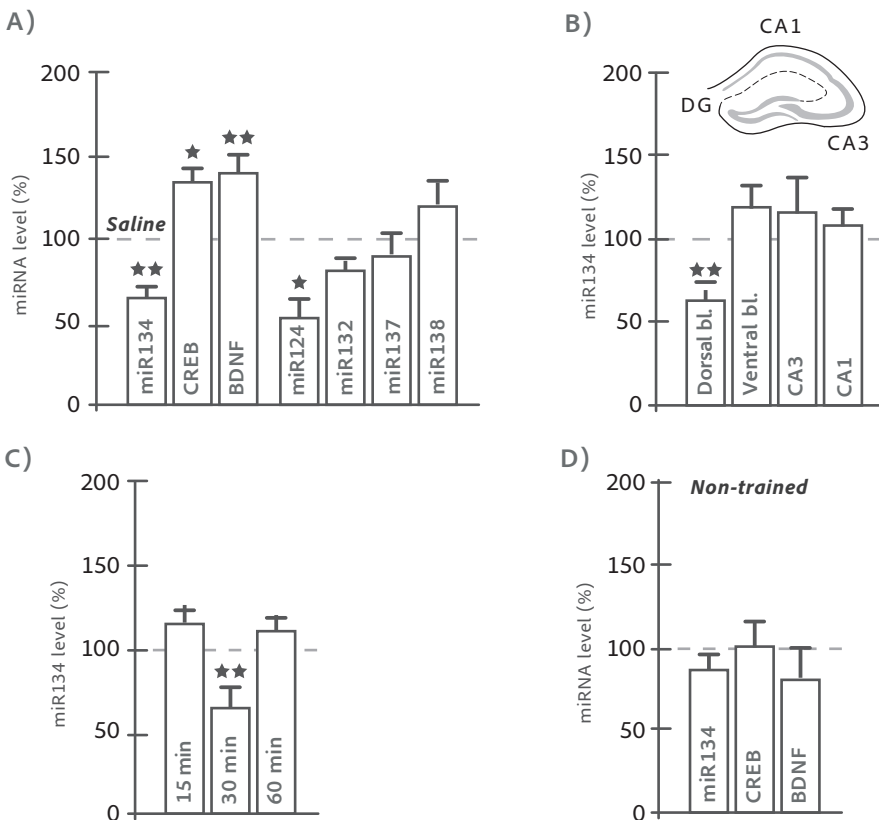 A)
miRNA level (%)
200
150
100
50
0
Saline
★★
★
★★
★
miR134
CREB
BDNF
miR124
miR132
miR137
miR138
B)
CA1
DG
CA3
miR134 level (%)
200
150
100
50
0
★★
Dorsal bl.
Ventral bl.
CA3
CA1
C)
miR134 level (%)
200
150
100
50
0
★★
15 min
30 min
60 min
D)
Non-trained
miRNA level (%)
200
150
100
50
0
miR134
CREB
BDNF